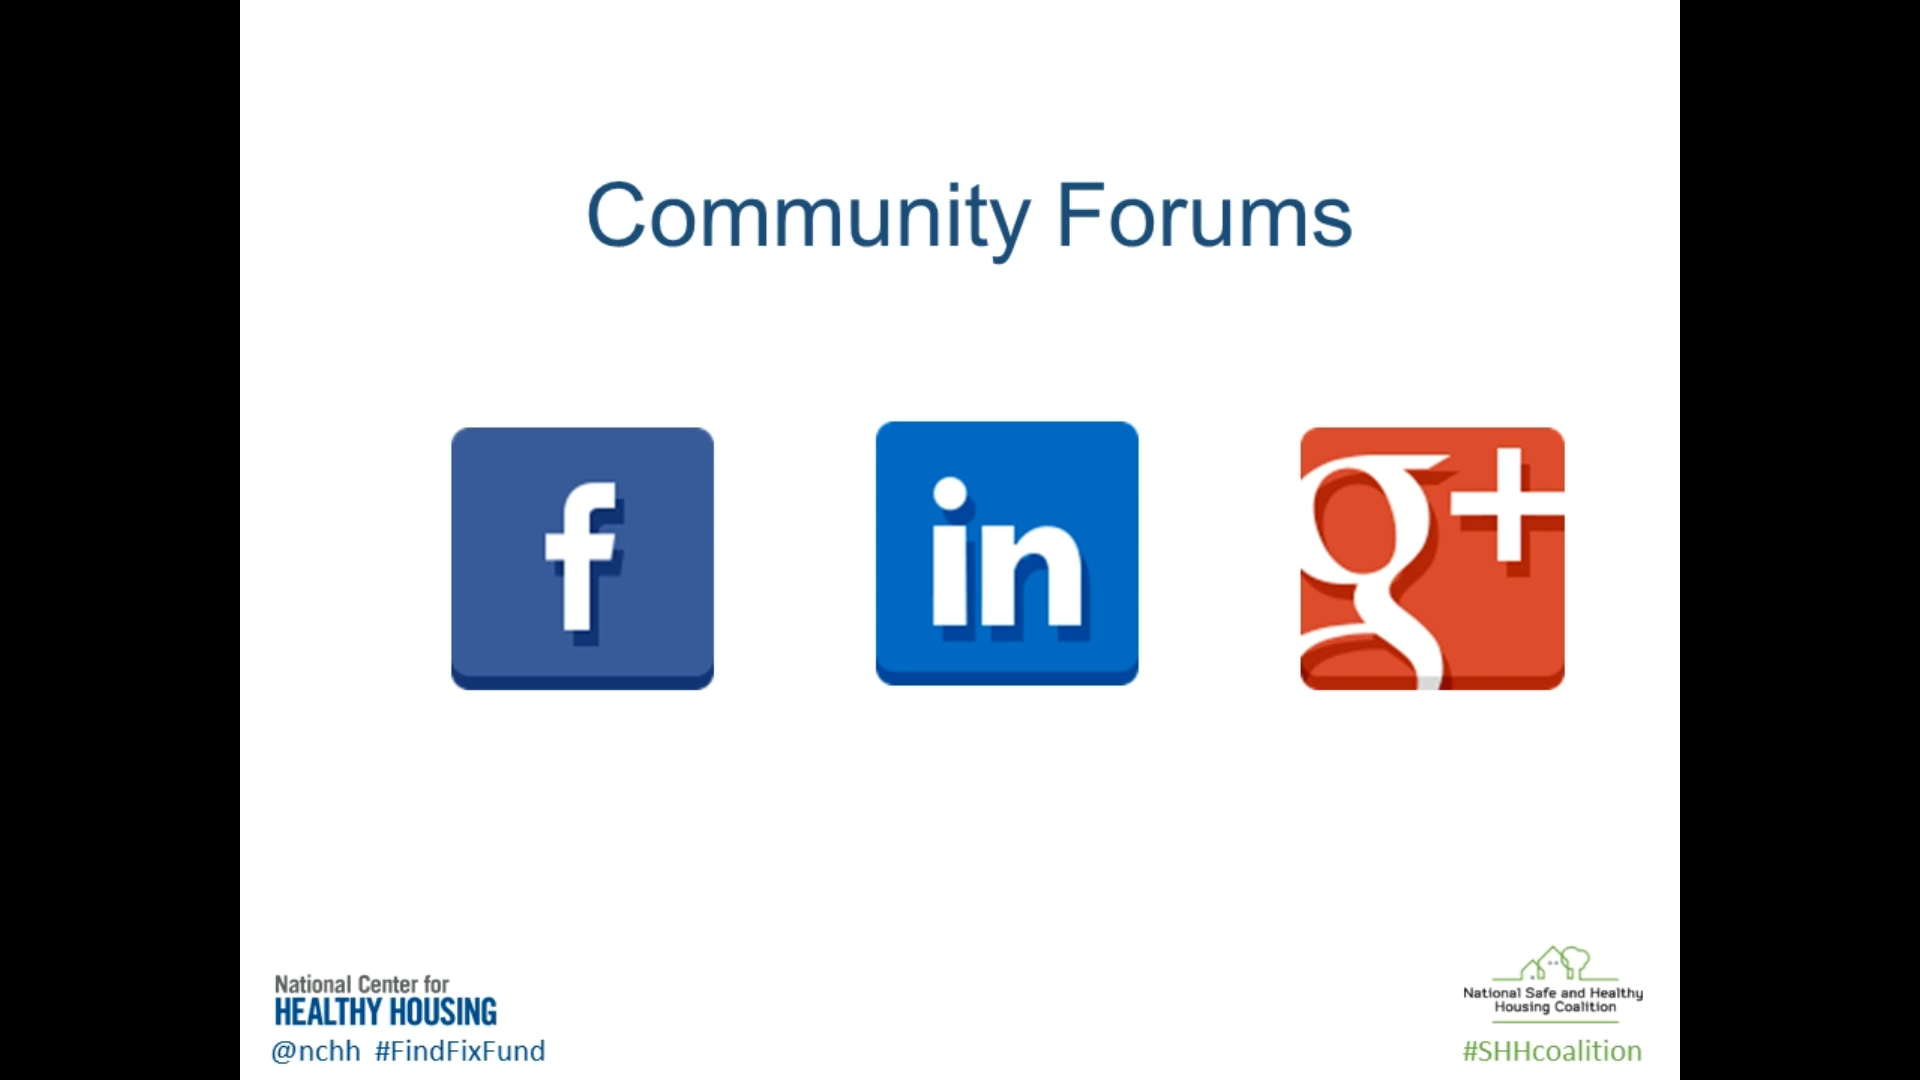 Community Forums
f
in
g+
National Center for
HEALTHY HOUSING
@nchh #FindFixFund
National Safe and Healthy
Housing Coalition
#SHHcoalition